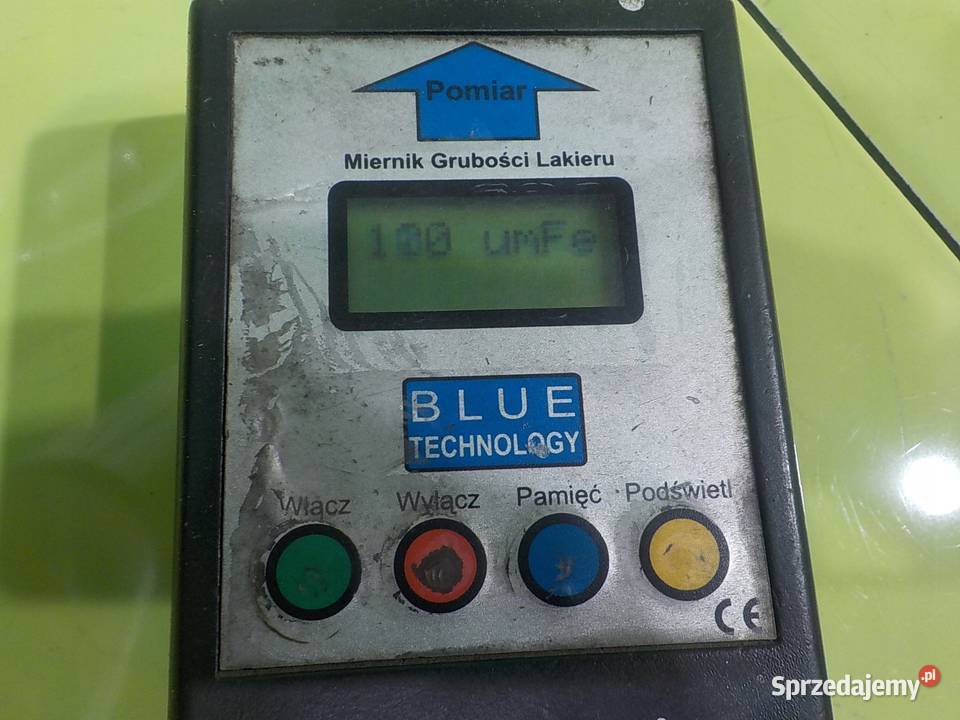 Pomiar
Miernik Grubości Lakieru
100 umFe
BLUE
TECHNOLOGY
Włącz Wyłącz Pamięć Podświetl
CE
Sprzedajemy.pl